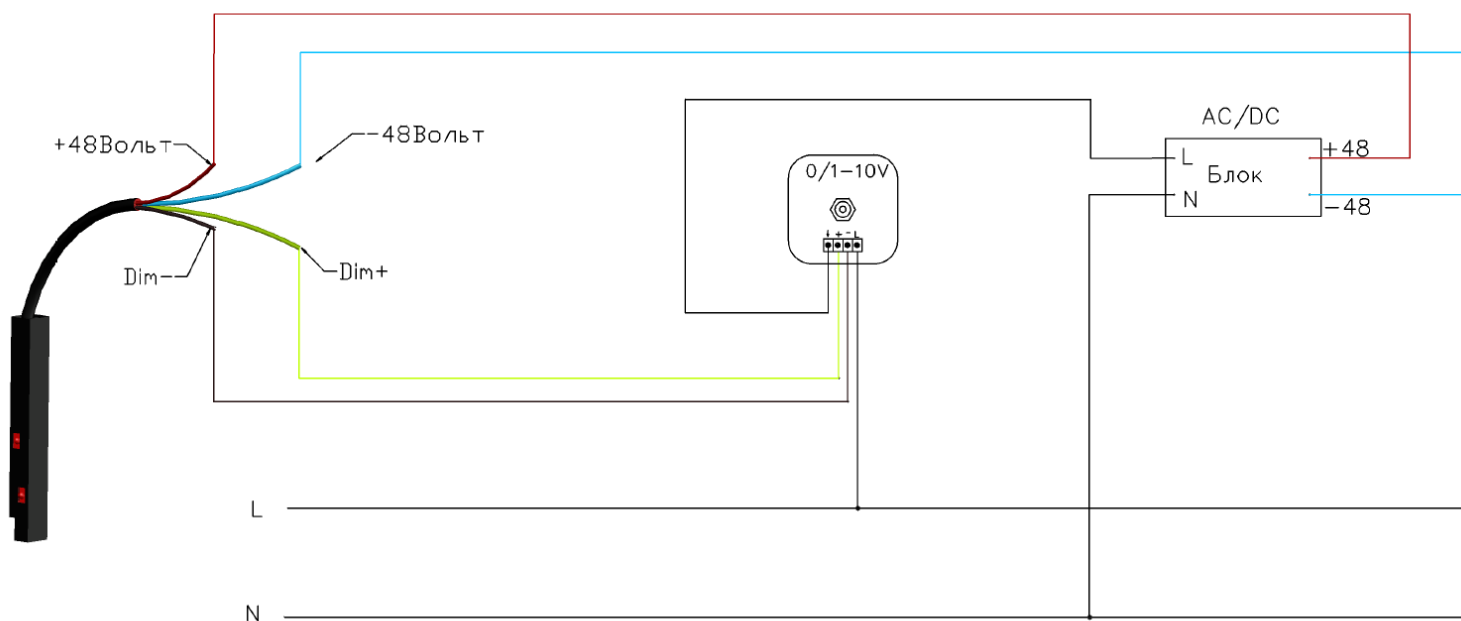 AC/DC
+48Вольт
-48Вольт
L
+48
Блок
N
-48
0/1-10V
↓ + - L
Dim-
Dim+
L
N